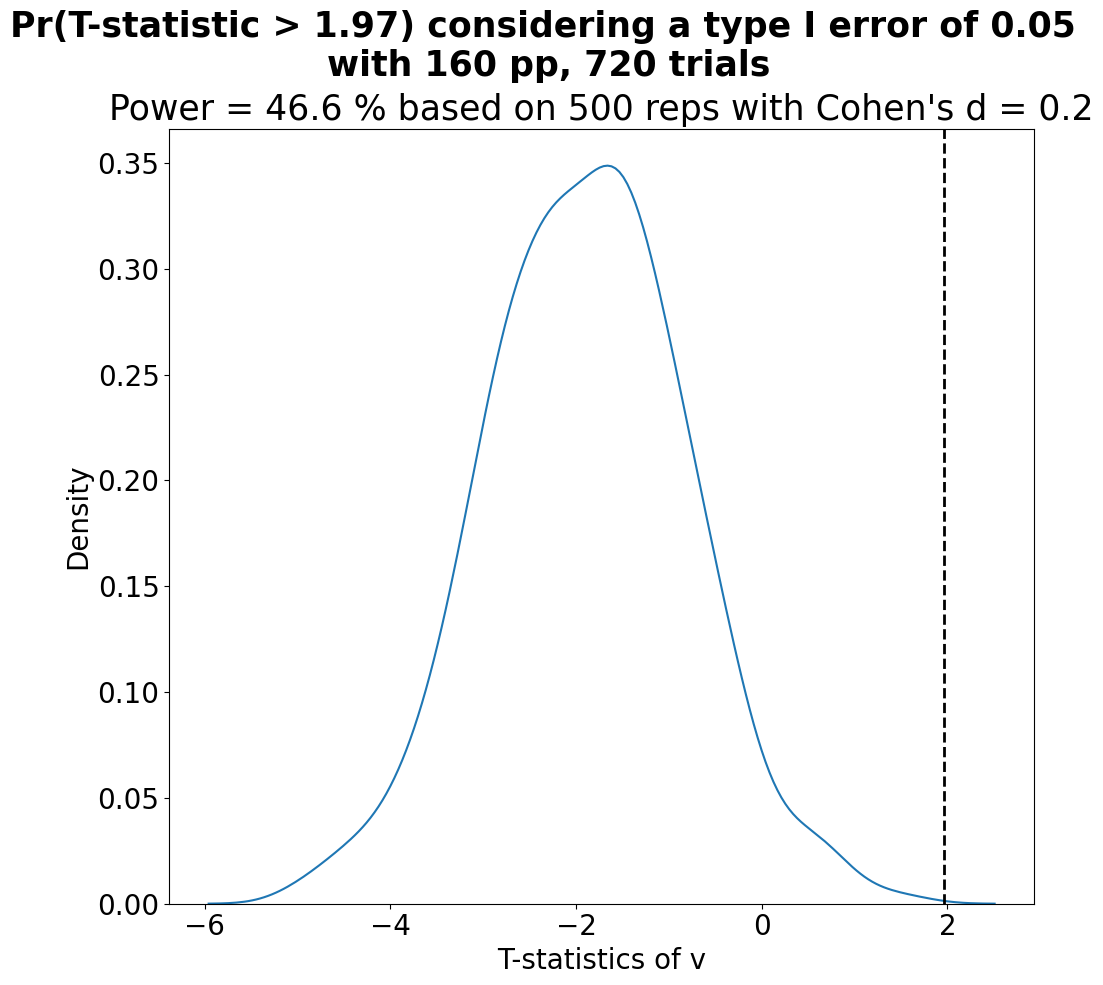 Pr(T-statistic > 1.97) considering a type I error of 0.05
with 160 pp, 720 trials
Power = 46.6 % based on 500 reps with Cohen's d = 0.2
0.35
0.30
0.25
0.20
0.15
0.10
0.05
0.00
Density
−6
−4
−2
0
2
T-statistics of v